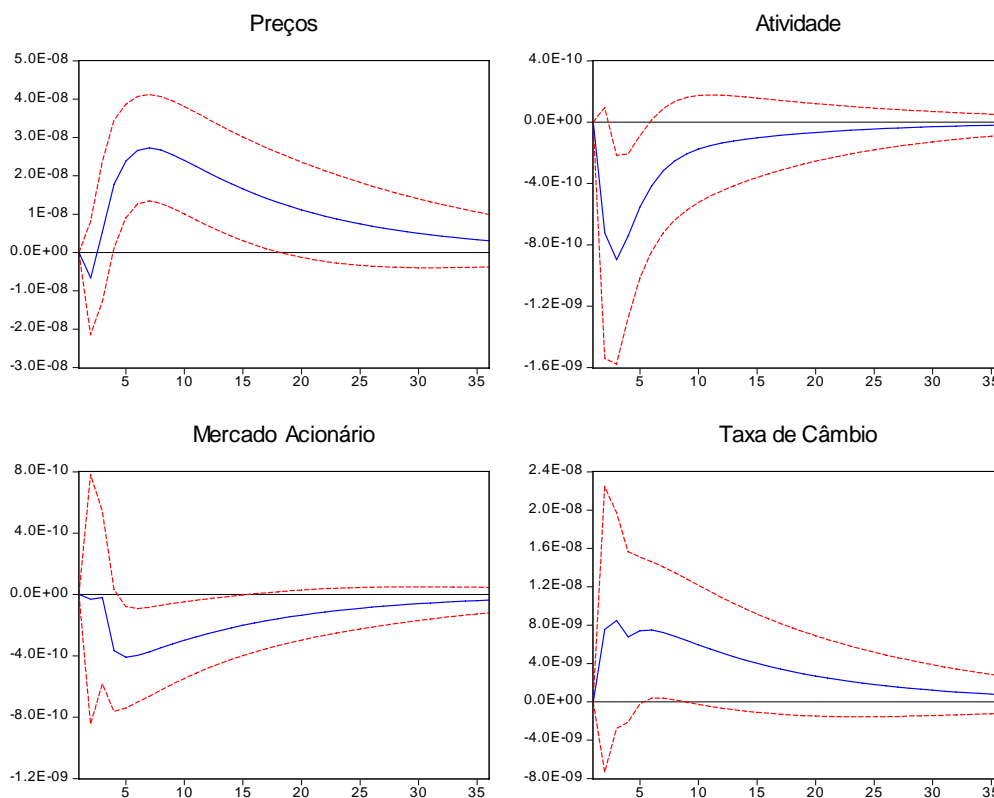 Preços
5.0E-08
4.0E-08
3.0E-08
2.0E-08
1.0E-08
0.0E+00
-1.0E-08
-2.0E-08
-3.0E-08
5 10 15 20 25 30 35
Atividade
4.0E-10
0.0E+00
-4.0E-10
-8.0E-10
-1.2E-09
-1.6E-09
5 10 15 20 25 30 35
Mercado Acionário
8.0E-10
4.0E-10
0.0E+00
-4.0E-10
-8.0E-10
-1.2E-09
5 10 15 20 25 30 35
Taxa de Câmbio
2.4E-08
2.0E-08
1.6E-08
1.2E-08
8.0E-09
4.0E-09
0.0E+00
-4.0E-09
-8.0E-09
5 10 15 20 25 30 35